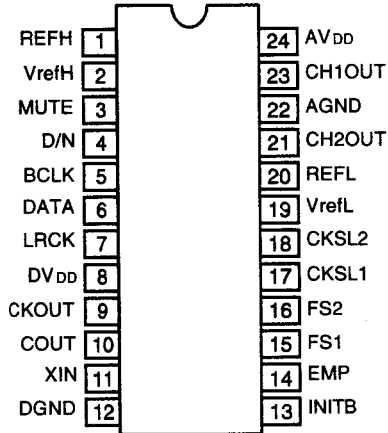 REFH 1 24 AVDD
VrefH 2 23 CH1OUT
MUTE 3 22 AGND
D/N 4 21 CH2OUT
BCLK 5 20 REFL
DATA 6 19 VrefL
LRCK 7 18 CKSL2
DVDD 8 17 CKSL1
CKOUT 9 16 FS2
COUT 10 15 FS1
XIN 11 14 EMP
DGND 12 13 INITB